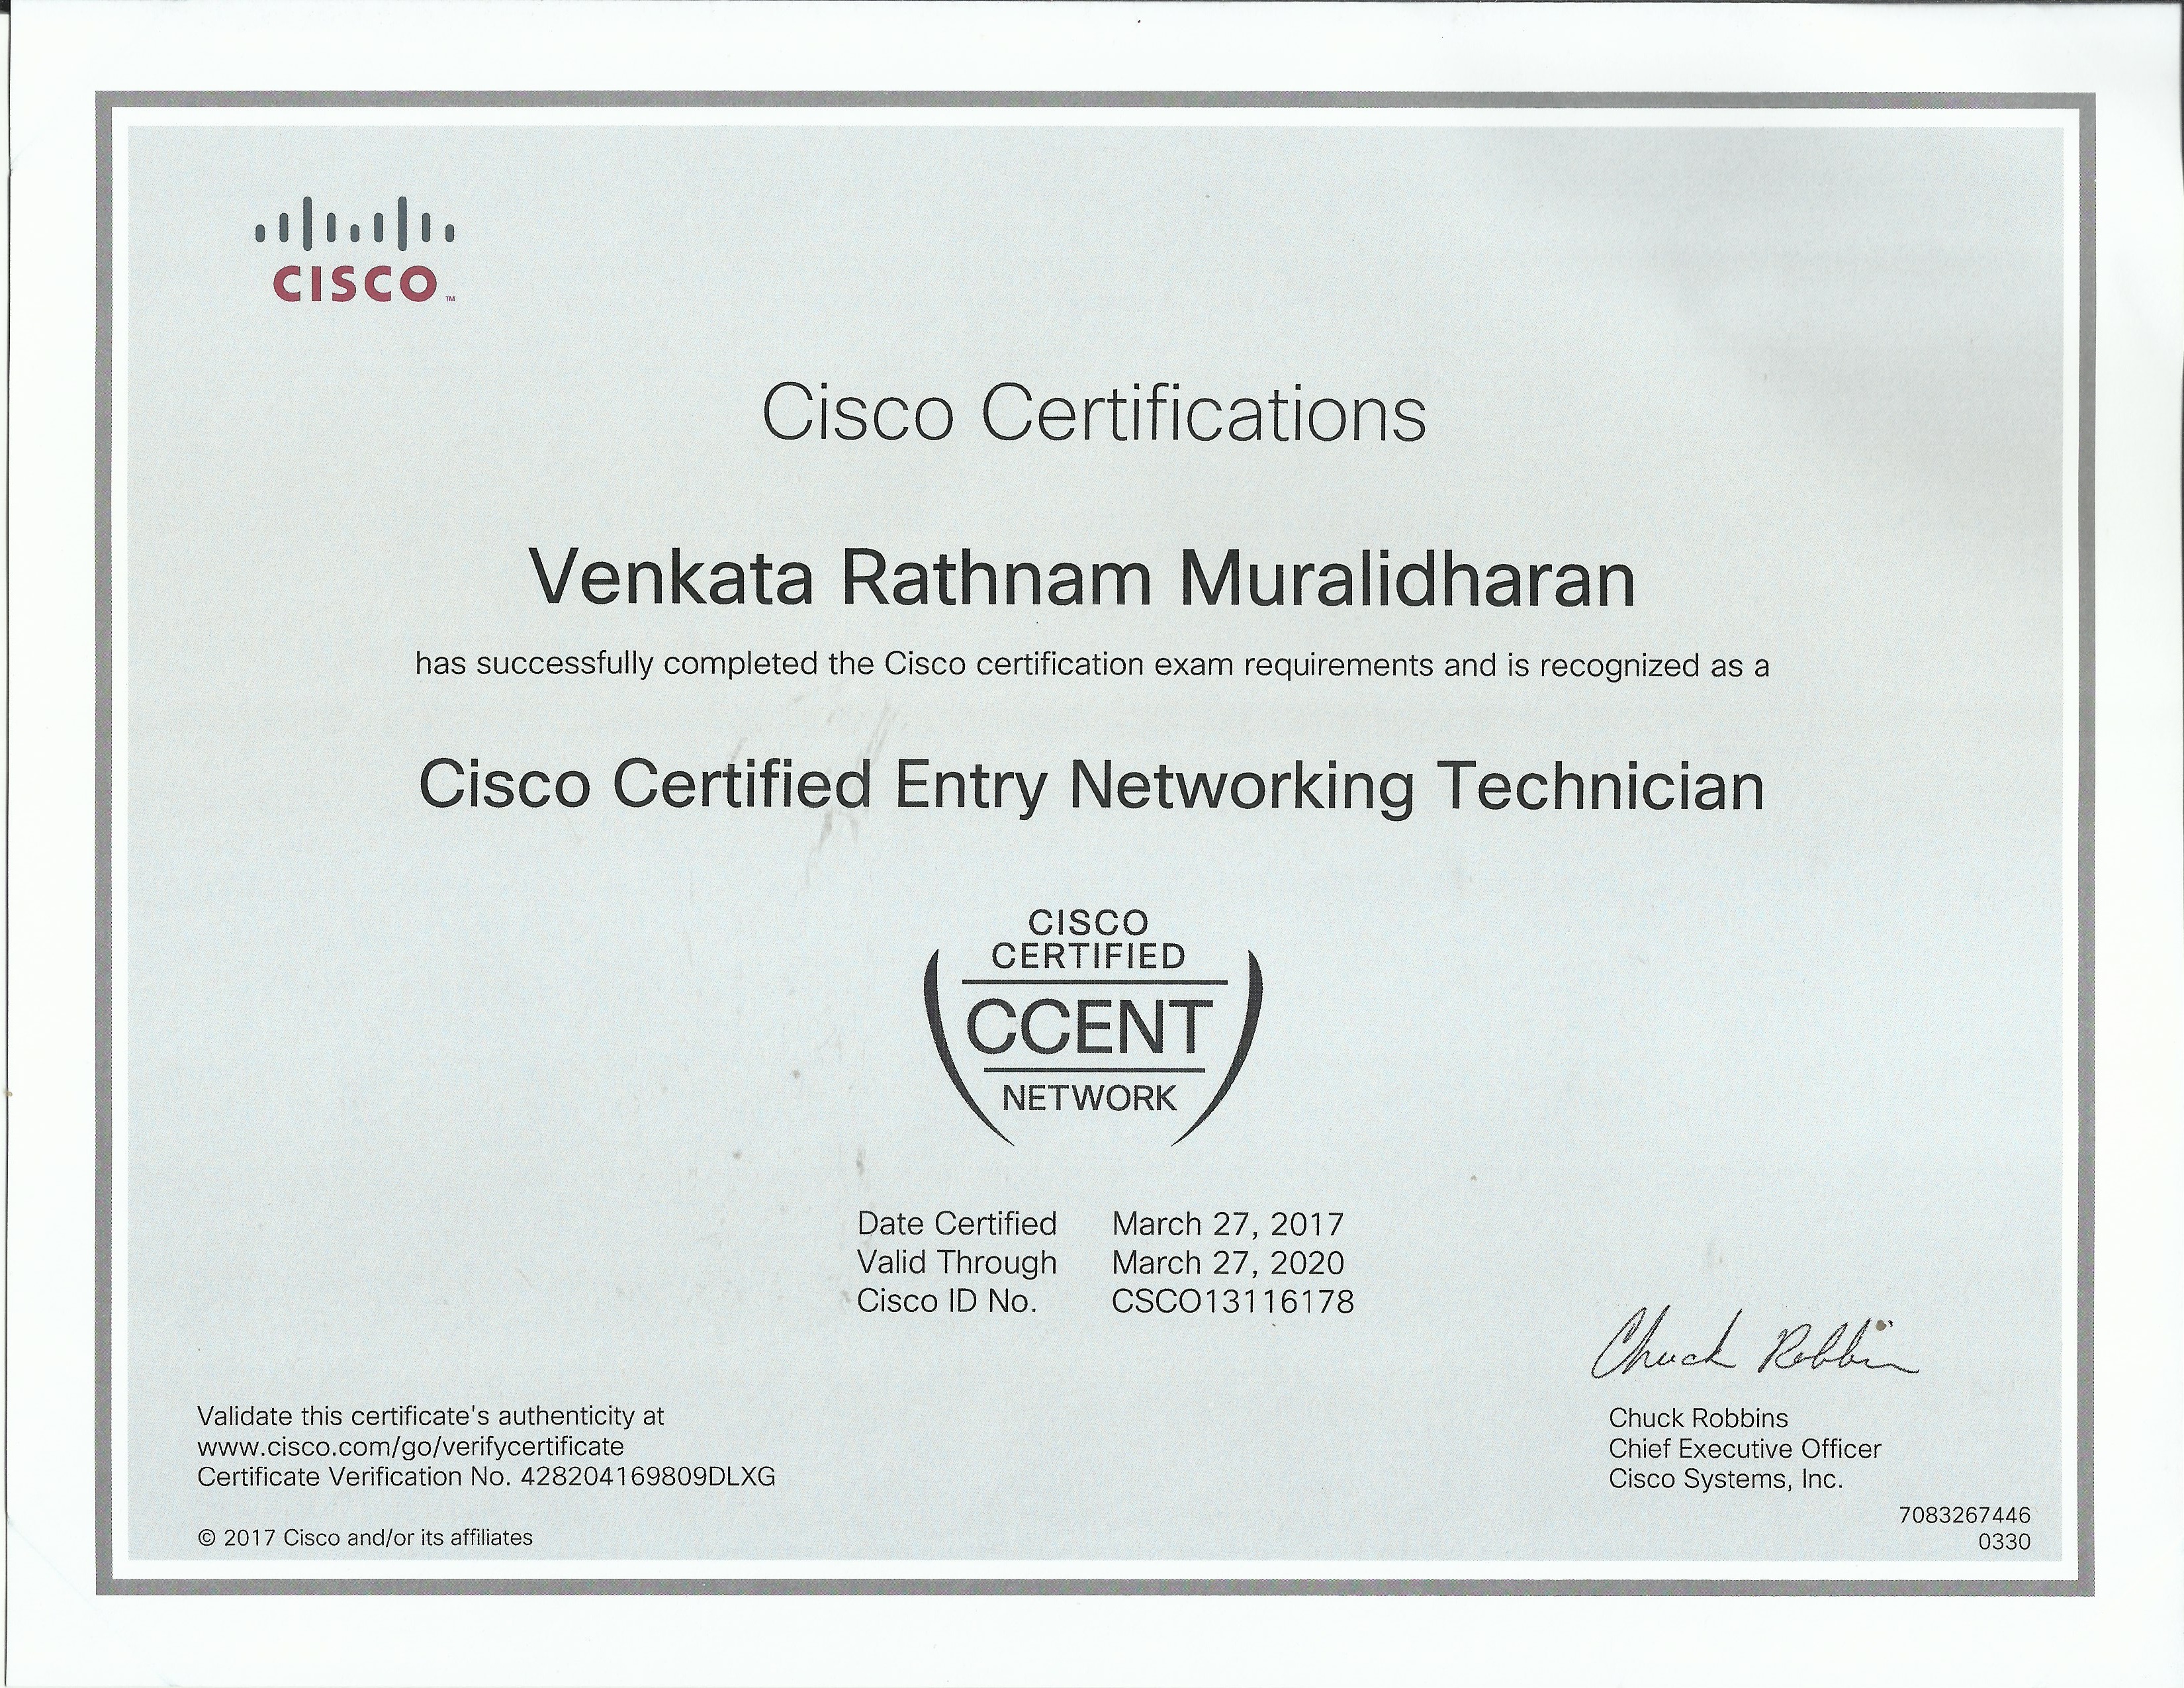 CISCO™
Cisco Certifications
Venkata Rathnam Muralidharan
has successfully completed the Cisco certification exam requirements and is recognized as a
Cisco Certified Entry Networking Technician
CISCO
CERTIFIED
CCENT
NETWORK
Date Certified March 27, 2017
Valid Through March 27, 2020
Cisco ID No. CSCO13116178
Chuck Robbins
Validate this certificate's authenticity at
www.cisco.com/go/verifycertificate
Certificate Verification No. 428204169809DLXG
© 2017 Cisco and/or its affiliates
Chuck Robbins
Chief Executive Officer
Cisco Systems, Inc.
7083267446
0330